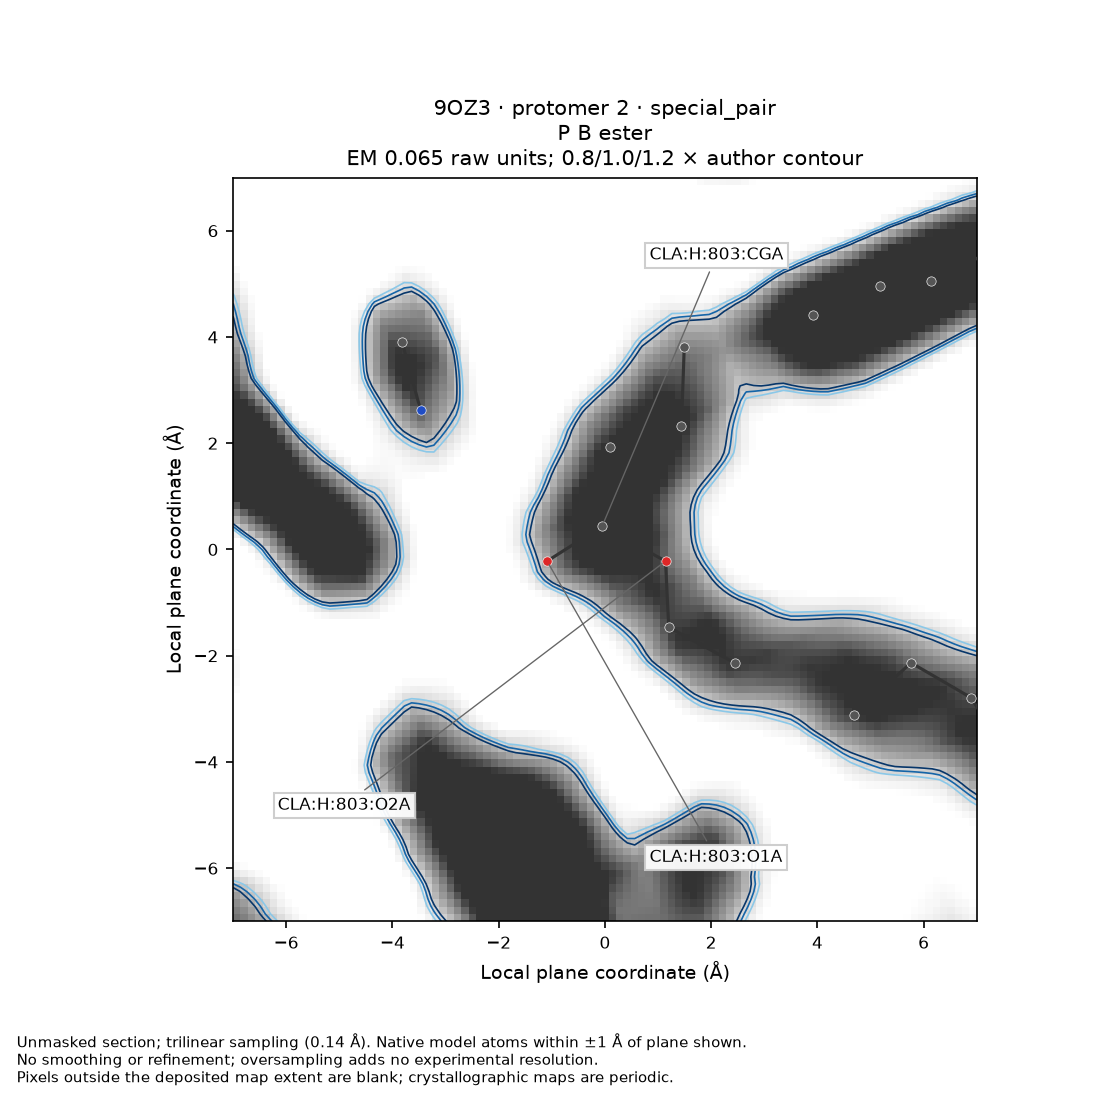 9OZ3 · protomer 2 · special_pair
P B ester
EM 0.065 raw units; 0.8/1.0/1.2 × author contour
CLA:H:803:CGA
6
4
2
0
−2
−4
−6
Local plane coordinate (Å)
CLA:H:803:O2A
CLA:H:803:O1A
−6
−4
−2
0
2
4
6
Local plane coordinate (Å)
Unmasked section; trilinear sampling (0.14 Å). Native model atoms within ±1 Å of plane shown.
No smoothing or refinement; oversampling adds no experimental resolution.
Pixels outside the deposited map extent are blank; crystallographic maps are periodic.